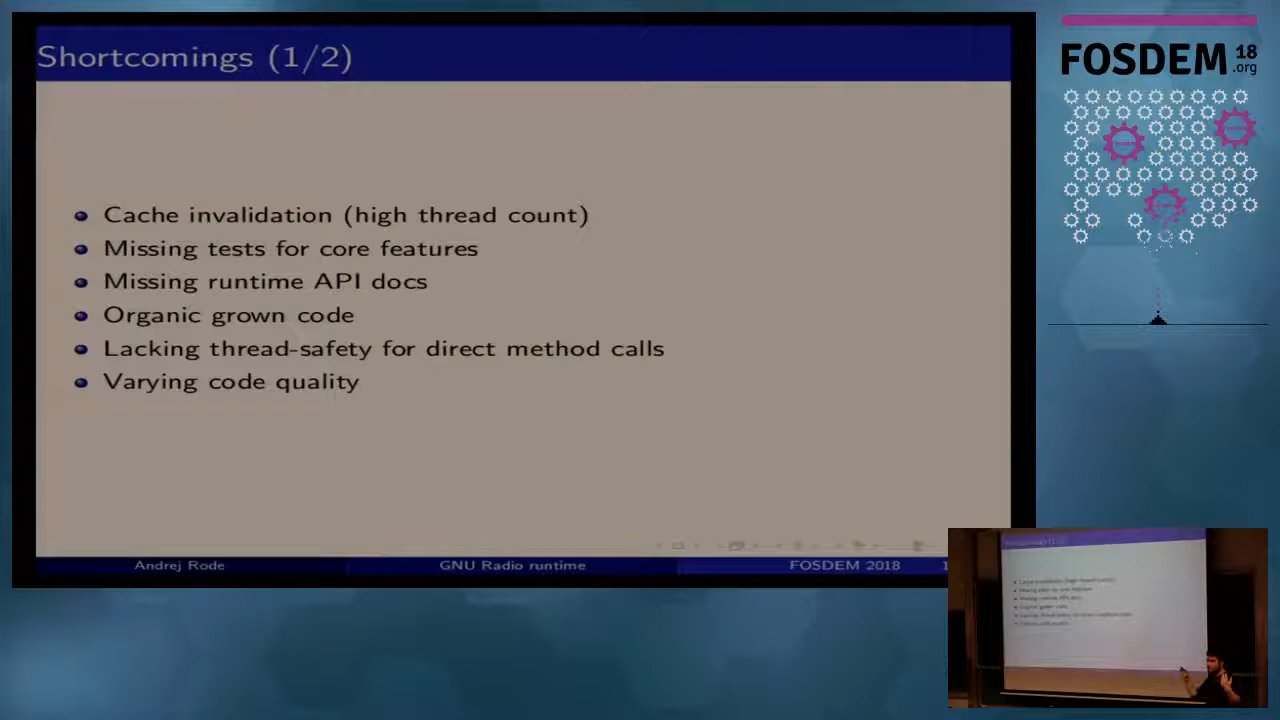 Shortcomings (1/2)
Cache invalidation (high thread count)
Missing tests for core features
Missing runtime API docs
Organic grown code
Lacking thread-safety for direct method calls
Varying code quality
Andrej Rode
GNU Radio runtime
FOSDEM 2018
FOSDEM 18
.org